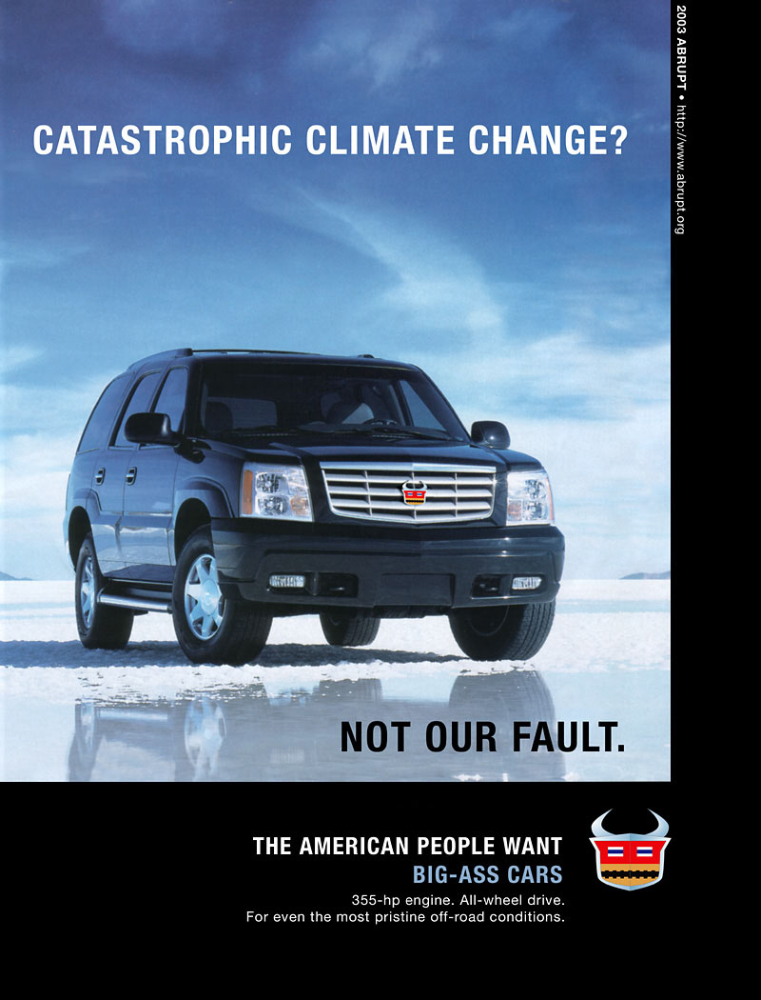 CATASTROPHIC CLIMATE CHANGE?
2003 ABRUPT • http://www.abrupt.org
NOT OUR FAULT.
THE AMERICAN PEOPLE WANT
BIG-ASS CARS
355-hp engine. All-wheel drive.
For even the most pristine off-road conditions.